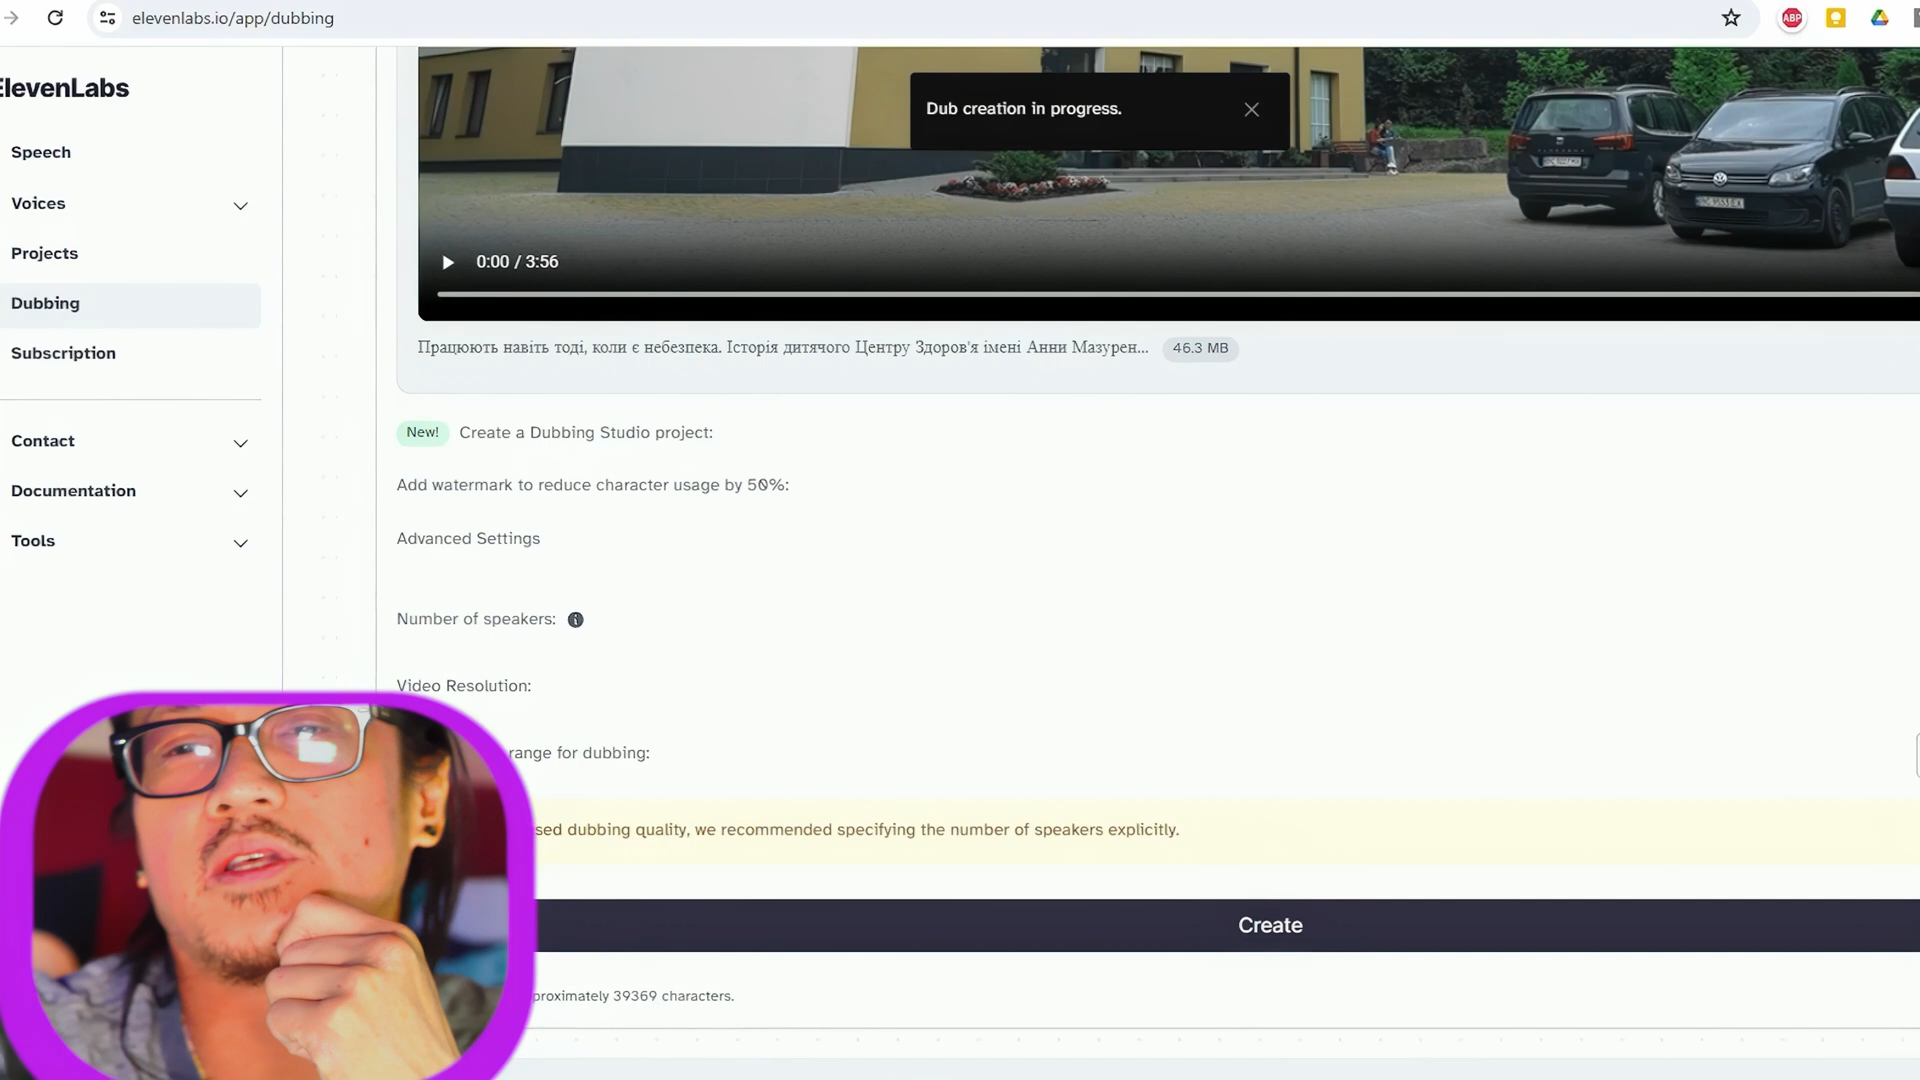 elevenlabs.io/app/dubbing
ABP
ElevenLabs
Speech
Voices
Projects
Dubbing
Subscription
Contact
Documentation
Tools
Dub creation in progress.
0:00 / 3:56
Працюють навіть тоді, коли є небезпека. Історія дитячого Центру Здоров'я імені Анни Мазурен...
46.3 MB
New! Create a Dubbing Studio project:
Add watermark to reduce character usage by 50%:
Advanced Settings
Number of speakers:
Video Resolution:
range for dubbing:
sed dubbing quality, we recommended specifying the number of speakers explicitly.
Create
proximately 39369 characters.